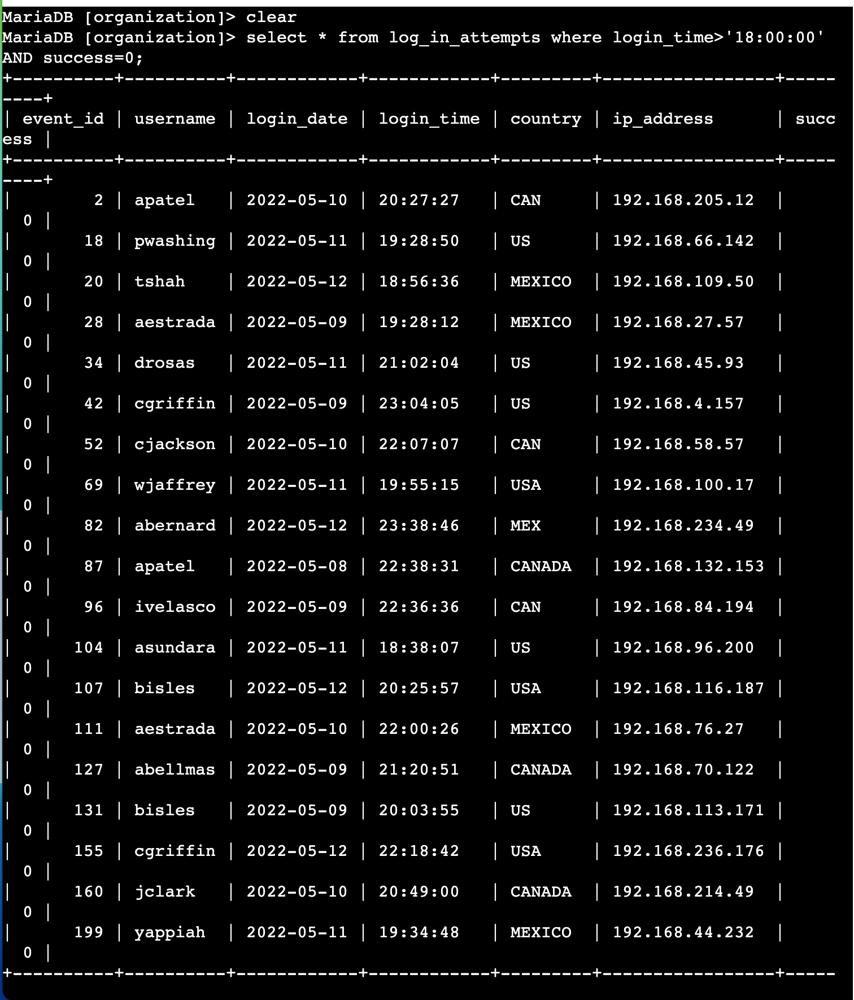 MariaDB [organization]> clear
MariaDB [organization]> select * from log_in_attempts where login_time>'18:00:00'
AND success=0;
+----------+----------+------------+------------+---------+-----------------+-----
----+
| event_id | username | login_date | login_time | country | ip_address      | succ
ess |
+----------+----------+------------+------------+---------+-----------------+-----
----+
|        2 | apatel   | 2022-05-10 | 20:27:27   | CAN     | 192.168.205.12  |
  0 |
|       18 | pwashing | 2022-05-11 | 19:28:50   | US      | 192.168.66.142  |
  0 |
|       20 | tshah    | 2022-05-12 | 18:56:36   | MEXICO  | 192.168.109.50  |
  0 |
|       28 | aestrada | 2022-05-09 | 19:28:12   | MEXICO  | 192.168.27.57   |
  0 |
|       34 | drosas   | 2022-05-11 | 21:02:04   | US      | 192.168.45.93   |
  0 |
|       42 | cgriffin | 2022-05-09 | 23:04:05   | US      | 192.168.4.157   |
  0 |
|       52 | cjackson | 2022-05-10 | 22:07:07   | CAN     | 192.168.58.57   |
  0 |
|       69 | wjaffrey | 2022-05-11 | 19:55:15   | USA     | 192.168.100.17  |
  0 |
|       82 | abernard | 2022-05-12 | 23:38:46   | MEX     | 192.168.234.49  |
  0 |
|       87 | apatel   | 2022-05-08 | 22:38:31   | CANADA  | 192.168.132.153 |
  0 |
|       96 | ivelasco | 2022-05-09 | 22:36:36   | CAN     | 192.168.84.194  |
  0 |
|      104 | asundara | 2022-05-11 | 18:38:07   | US      | 192.168.96.200  |
  0 |
|      107 | bisles   | 2022-05-12 | 20:25:57   | USA     | 192.168.116.187 |
  0 |
|      111 | aestrada | 2022-05-10 | 22:00:26   | MEXICO  | 192.168.76.27   |
  0 |
|      127 | abellmas | 2022-05-09 | 21:20:51   | CANADA  | 192.168.70.122  |
  0 |
|      131 | bisles   | 2022-05-09 | 20:03:55   | US      | 192.168.113.171 |
  0 |
|      155 | cgriffin | 2022-05-12 | 22:18:42   | USA     | 192.168.236.176 |
  0 |
|      160 | jclark   | 2022-05-10 | 20:49:00   | CANADA  | 192.168.214.49  |
  0 |
|      199 | yappiah  | 2022-05-11 | 19:34:48   | MEXICO  | 192.168.44.232  |
  0 |
+----------+----------+------------+------------+---------+-----------------+-----